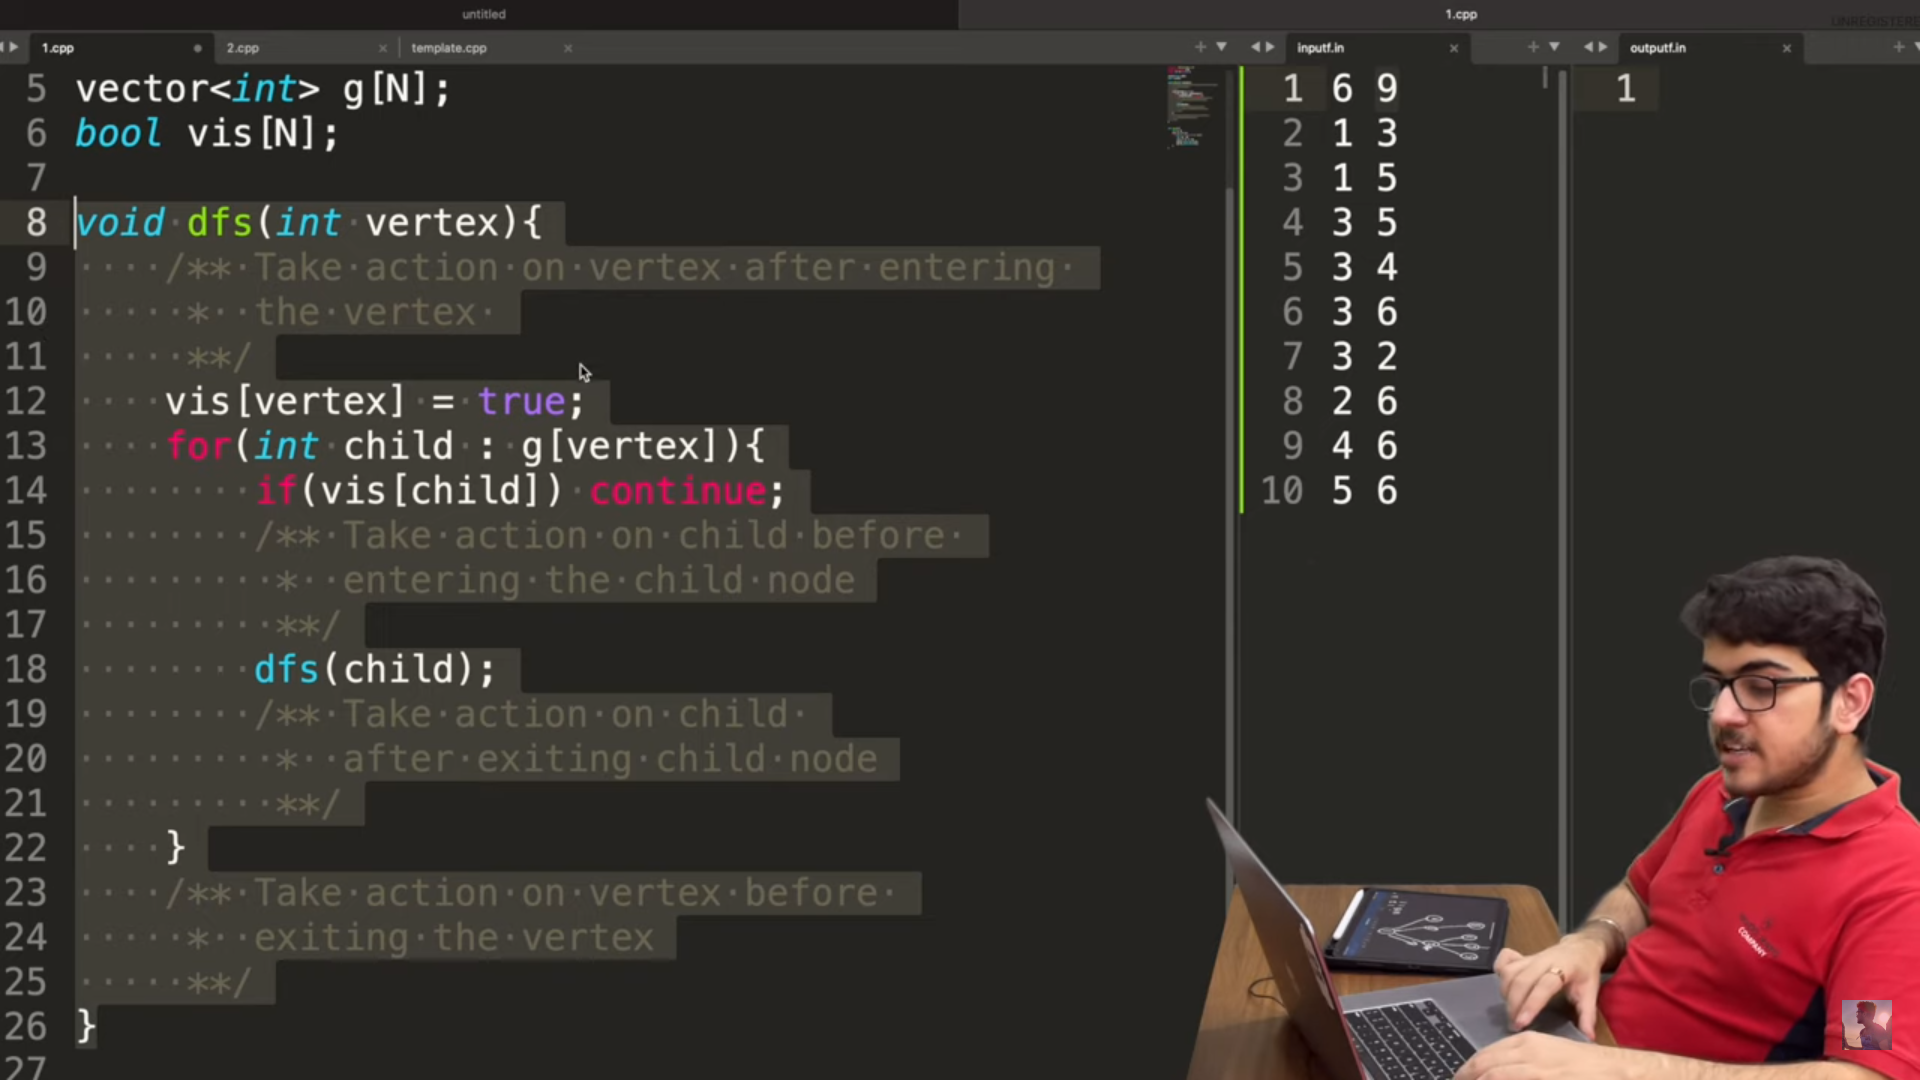 untitled
1.cpp
UNREGISTERE
1.cpp
2.cpp
template.cpp
inputf.in
outputf.in
5 vector<int> g[N];
6 bool vis[N];
7
8 void dfs(int vertex){
9 /** Take action on vertex after entering
10 * the vertex
11 **/
12 vis[vertex] = true;
13 for(int child : g[vertex]){
14 if(vis[child]) continue;
15 /** Take action on child before
16 * entering the child node
17 **/
18 dfs(child);
19 /** Take action on child
20 * after exiting child node
21 **/
22 }
23 /** Take action on vertex before
24 * exiting the vertex
25 **/
26 }
27
1 6 9
2 1 3
3 1 5
4 3 5
5 3 4
6 3 6
7 3 2
8 2 6
9 4 6
10 5 6
1
COMPANY